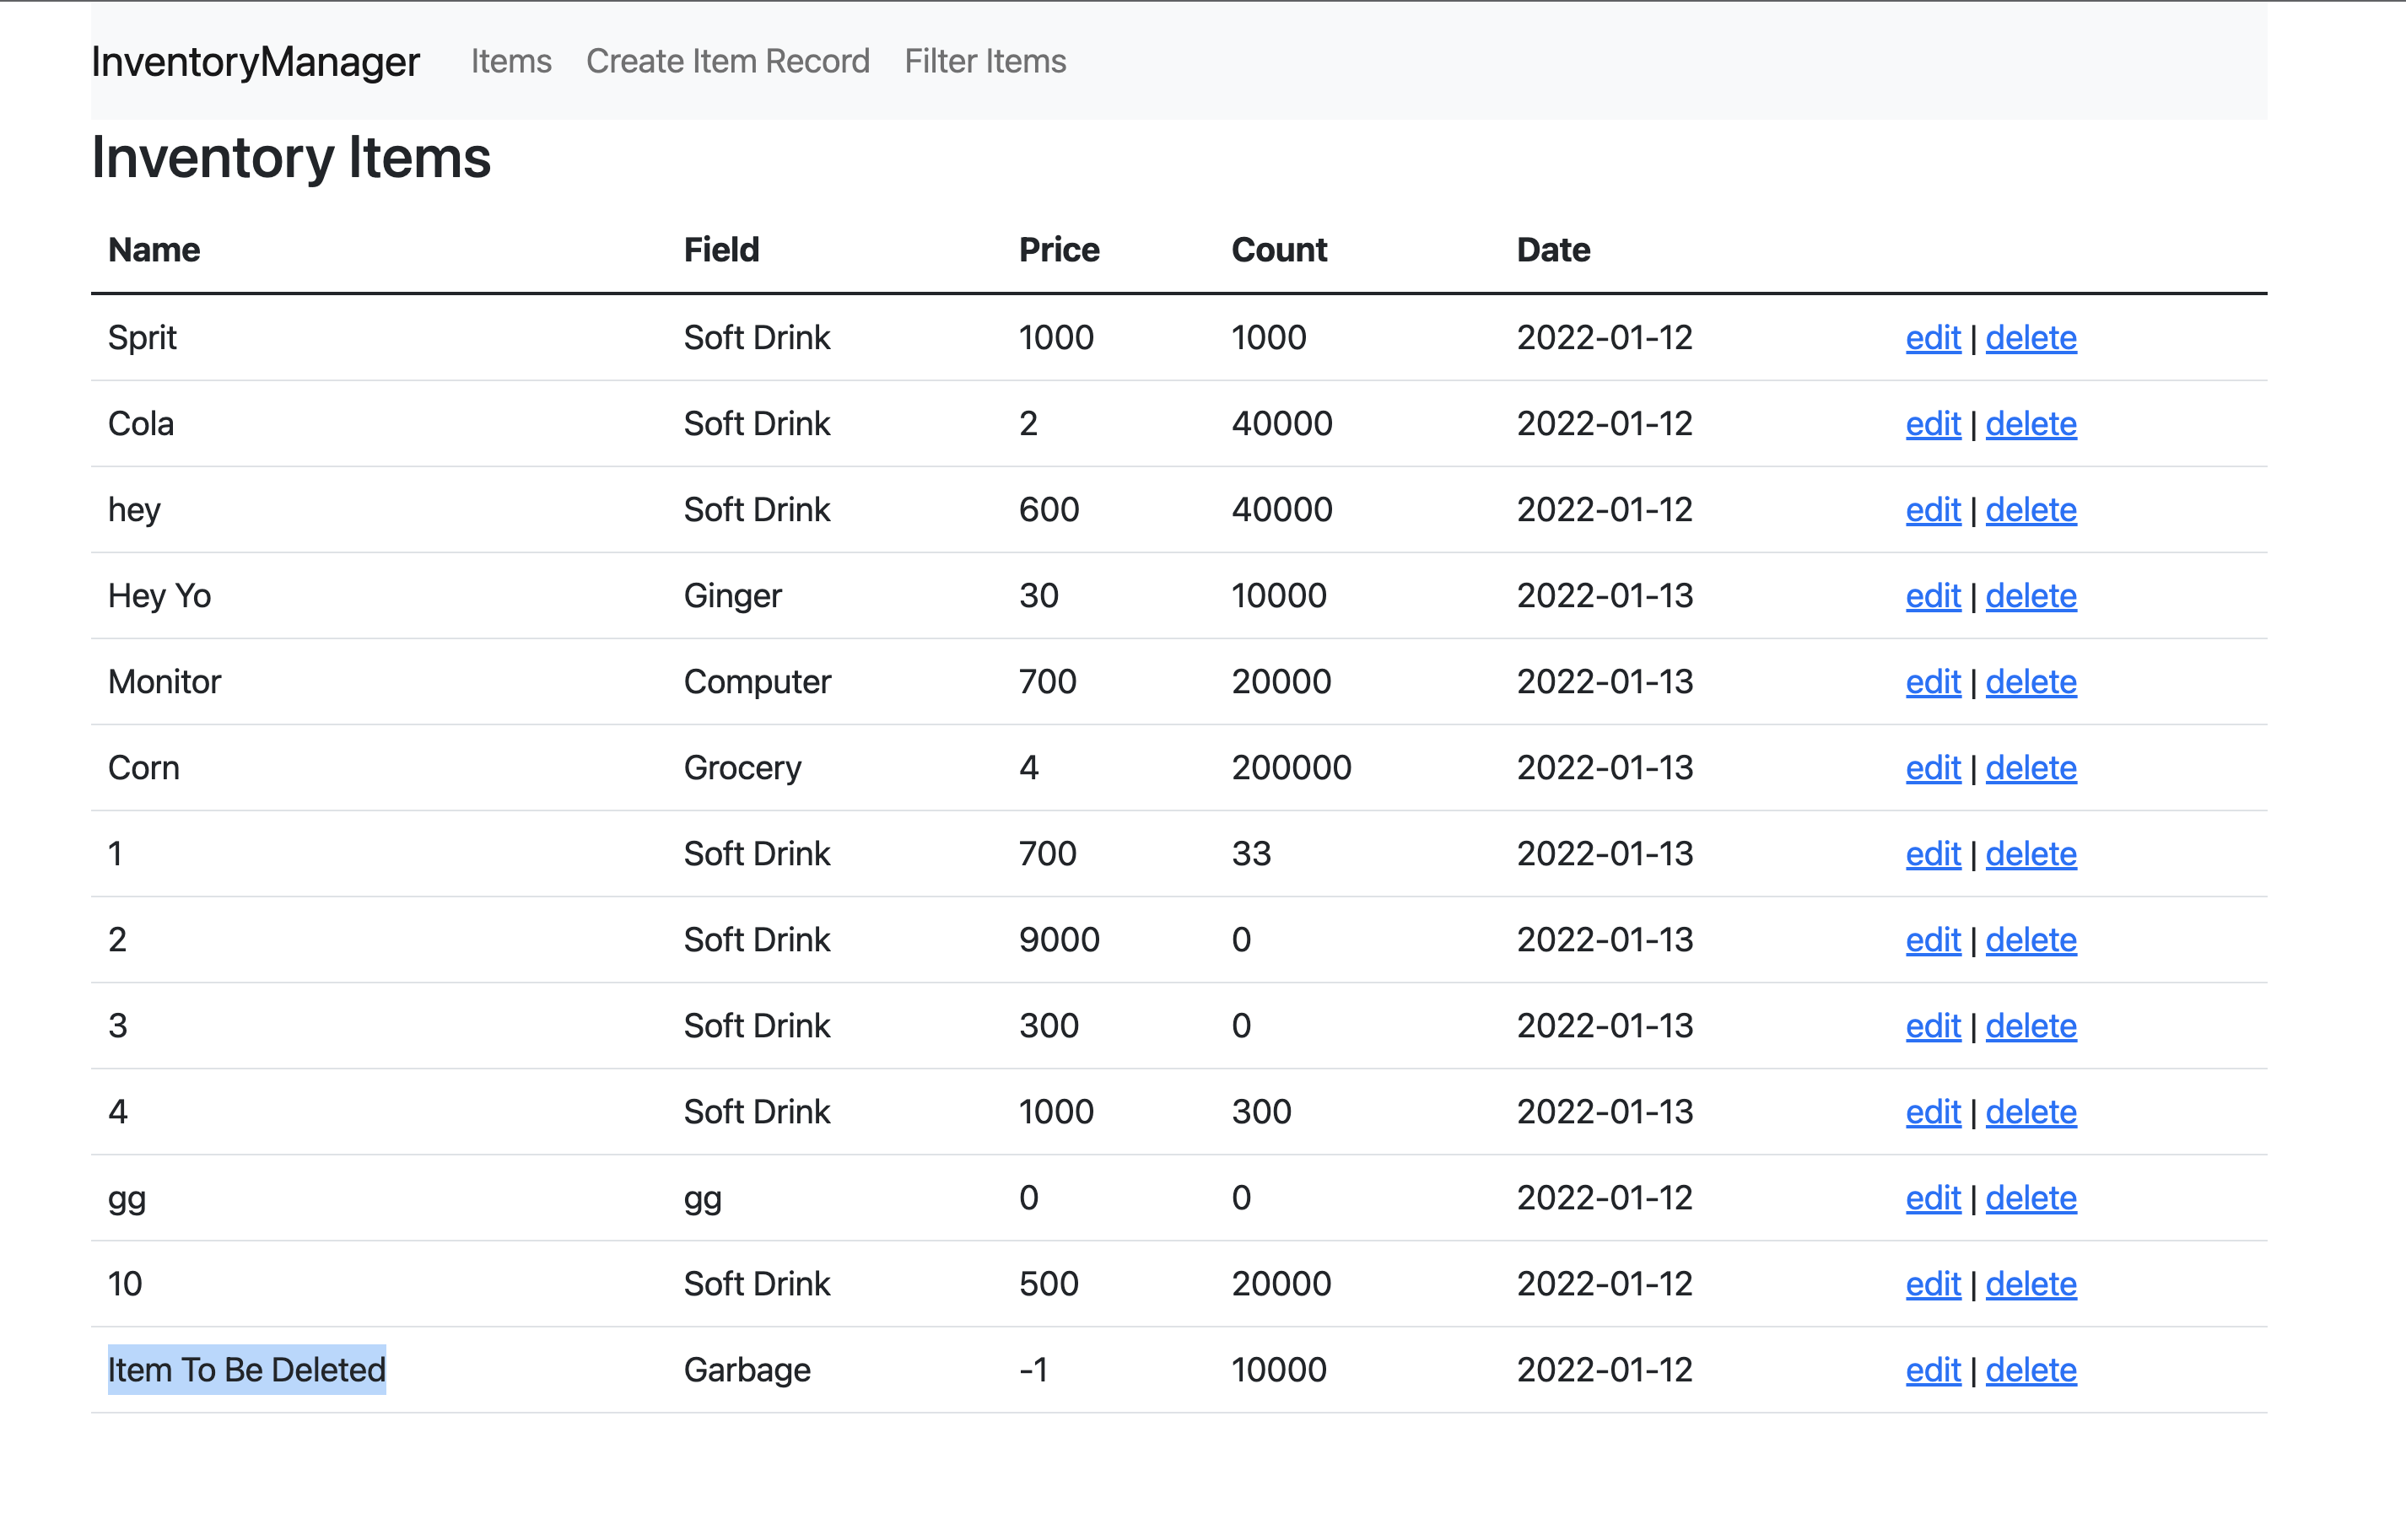 InventoryManager Items Create Item Record Filter Items
Inventory Items
Name Field Price Count Date
Sprit Soft Drink 1000 1000 2022-01-12 edit | delete
Cola Soft Drink 2 40000 2022-01-12 edit | delete
hey Soft Drink 600 40000 2022-01-12 edit | delete
Hey Yo Ginger 30 10000 2022-01-13 edit | delete
Monitor Computer 700 20000 2022-01-13 edit | delete
Corn Grocery 4 200000 2022-01-13 edit | delete
1 Soft Drink 700 33 2022-01-13 edit | delete
2 Soft Drink 9000 0 2022-01-13 edit | delete
3 Soft Drink 300 0 2022-01-13 edit | delete
4 Soft Drink 1000 300 2022-01-13 edit | delete
gg gg 0 0 2022-01-12 edit | delete
10 Soft Drink 500 20000 2022-01-12 edit | delete
Item To Be Deleted Garbage -1 10000 2022-01-12 edit | delete